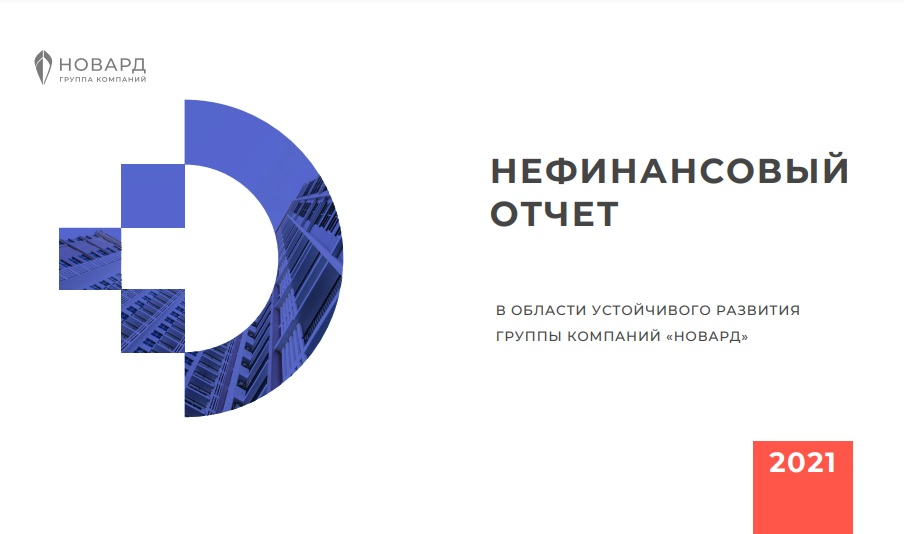 НОВАРД
ГРУППА КОМПАНИЙ
НЕФИНАНСОВЫЙ
ОТЧЕТ
В ОБЛАСТИ УСТОЙЧИВОГО РАЗВИТИЯ
ГРУППЫ КОМПАНИЙ «НОВАРД»
2021